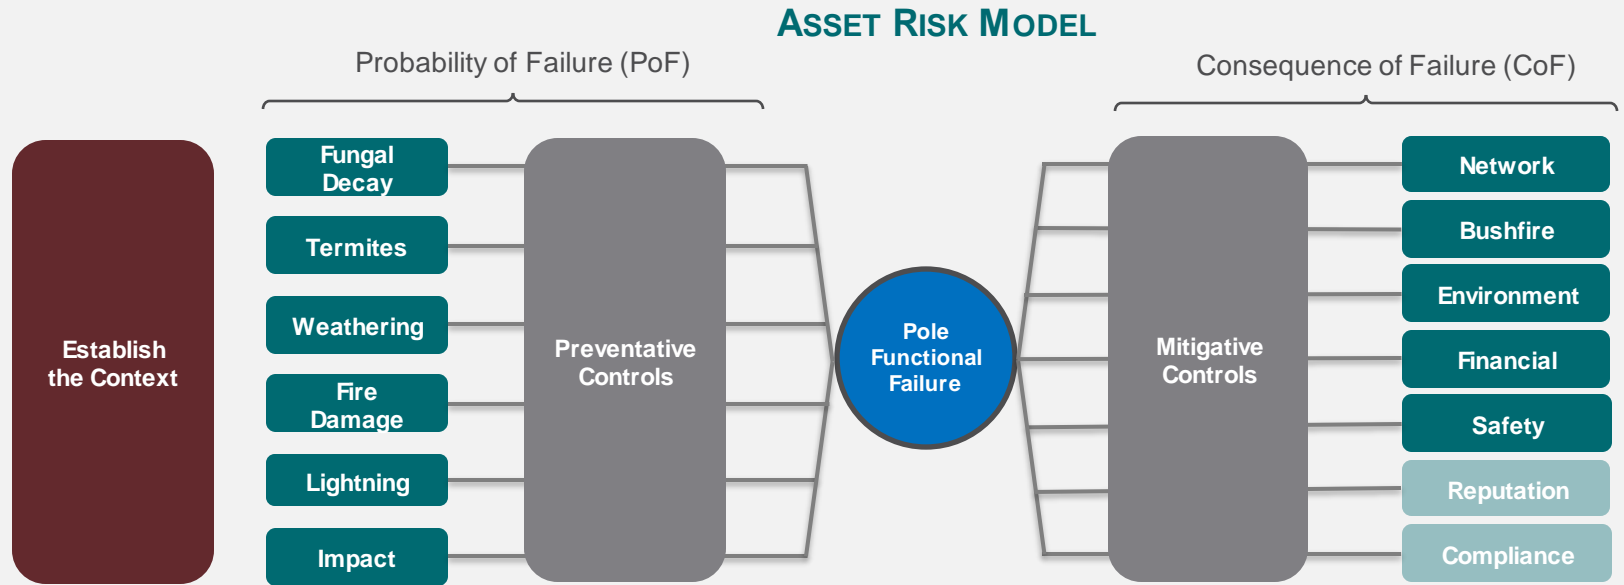 ASSET RISK MODEL
Probability of Failure (PoF)
Consequence of Failure (CoF)
Establish
the Context
Fungal
Decay
Termites
Weathering
Fire
Damage
Lightning
Impact
Preventative
Controls
Pole
Functional
Failure
Mitigative
Controls
Network
Bushfire
Environment
Financial
Safety
Reputation
Compliance